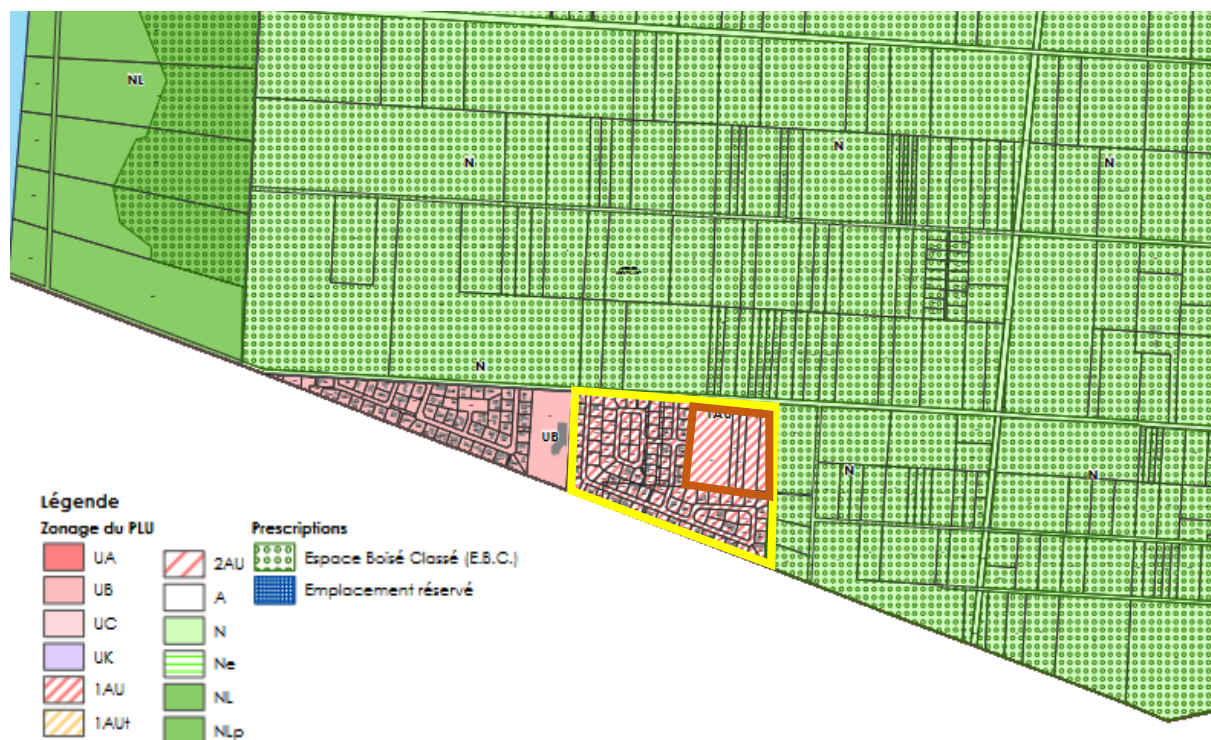 NL
N
N
N
N
1AU
UB
N
N
Légende
Zonage du PLU
UA
UB
UC
UK
1AU
1AUt
2AU
A
N
Ne
NL
NLp
Prescriptions
Espace Boisé Classé (E.B.C.)
Emplacement réservé